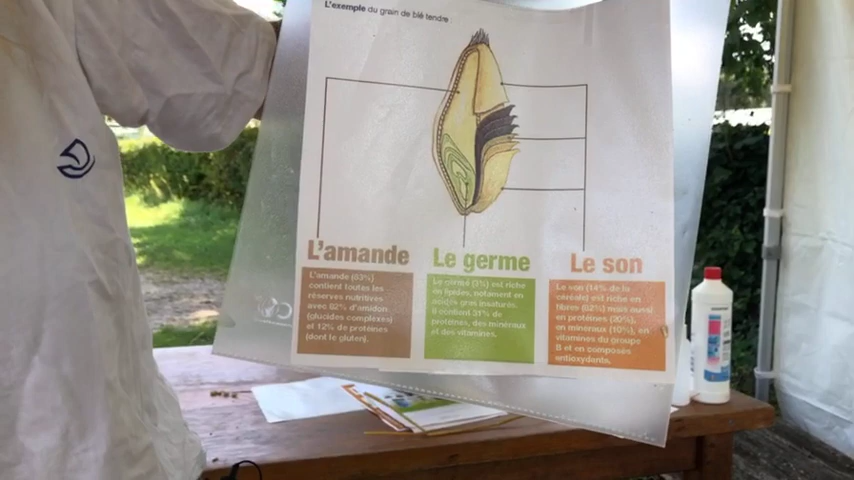 L'exemple du grain de blé tendre
L'amande
Le germe
Le son
L'amande (83%)
contient toutes les
réserves nutritives
avec 82% d'amidon
(glucides complexes)
et 12% de protéines
(dont le gluten).
Le germe (3%) est riche
en lipides, notament en
acides gras insaturés.
Il contient 31% de
protéines, des minéraux
et des vitamines.
Le son (14% de la
céréale) est riche en
fibres (62%) mais aussi
en protéines (20%),
en minéraux (10%), en
vitamines du groupe
B et en composés
antioxydants.